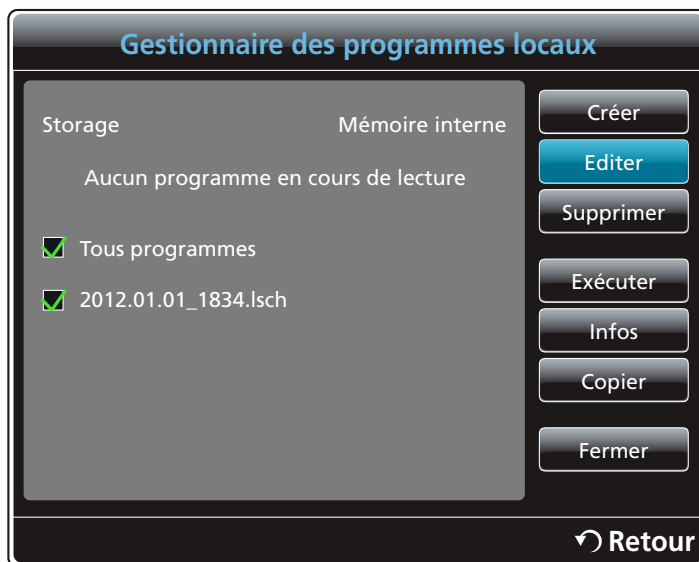 Gestionnaire des programmes locaux
Storage Mémoire interne
Aucun programme en cours de lecture
Tous programmes
2012.01.01_1834.lsch
Créer
Editer
Supprimer
Exécuter
Infos
Copier
Fermer
Retour